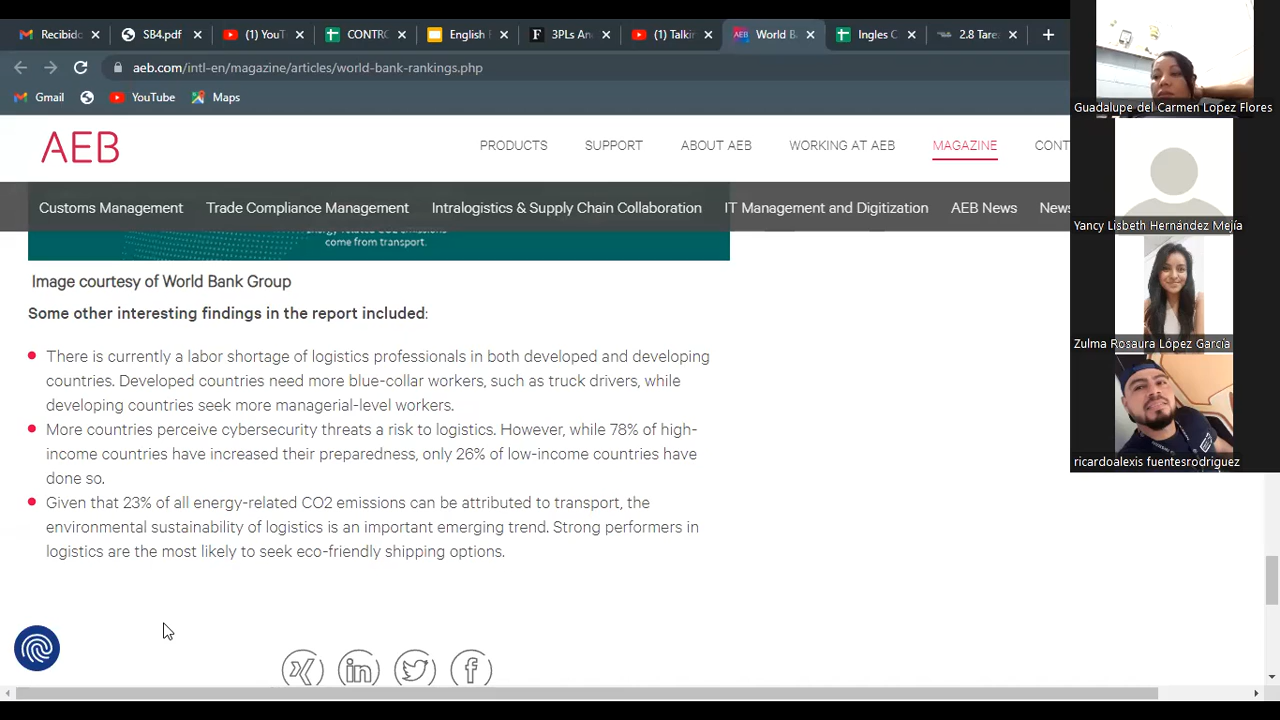 Recibido
SB4.pdf
(1) YouT
CONTRO
English
3PLs And
(1) Talkin
World B
Ingles C
2.8 Tare
aeb.com/intl-en/magazine/articles/world-bank-rankings.php
Gmail
YouTube
Maps
AEB
PRODUCTS
SUPPORT
ABOUT AEB
WORKING AT AEB
MAGAZINE
CONT
Customs Management
Trade Compliance Management
Intralogistics & Supply Chain Collaboration
IT Management and Digitization
AEB News
News
energy-related CO2 emissions
come from transport.
Image courtesy of World Bank Group
Some other interesting findings in the report included:
There is currently a labor shortage of logistics professionals in both developed and developing
countries. Developed countries need more blue-collar workers, such as truck drivers, while
developing countries seek more managerial-level workers.
More countries perceive cybersecurity threats a risk to logistics. However, while 78% of high-
income countries have increased their preparedness, only 26% of low-income countries have
done so.
Given that 23% of all energy-related CO2 emissions can be attributed to transport, the
environmental sustainability of logistics is an important emerging trend. Strong performers in
logistics are the most likely to seek eco-friendly shipping options.
Guadalupe del Carmen Lopez Flores
Yancy Lisbeth Hernández Mejía
Zulma Rosaura López García
ricardoalexis fuentesrodriguez